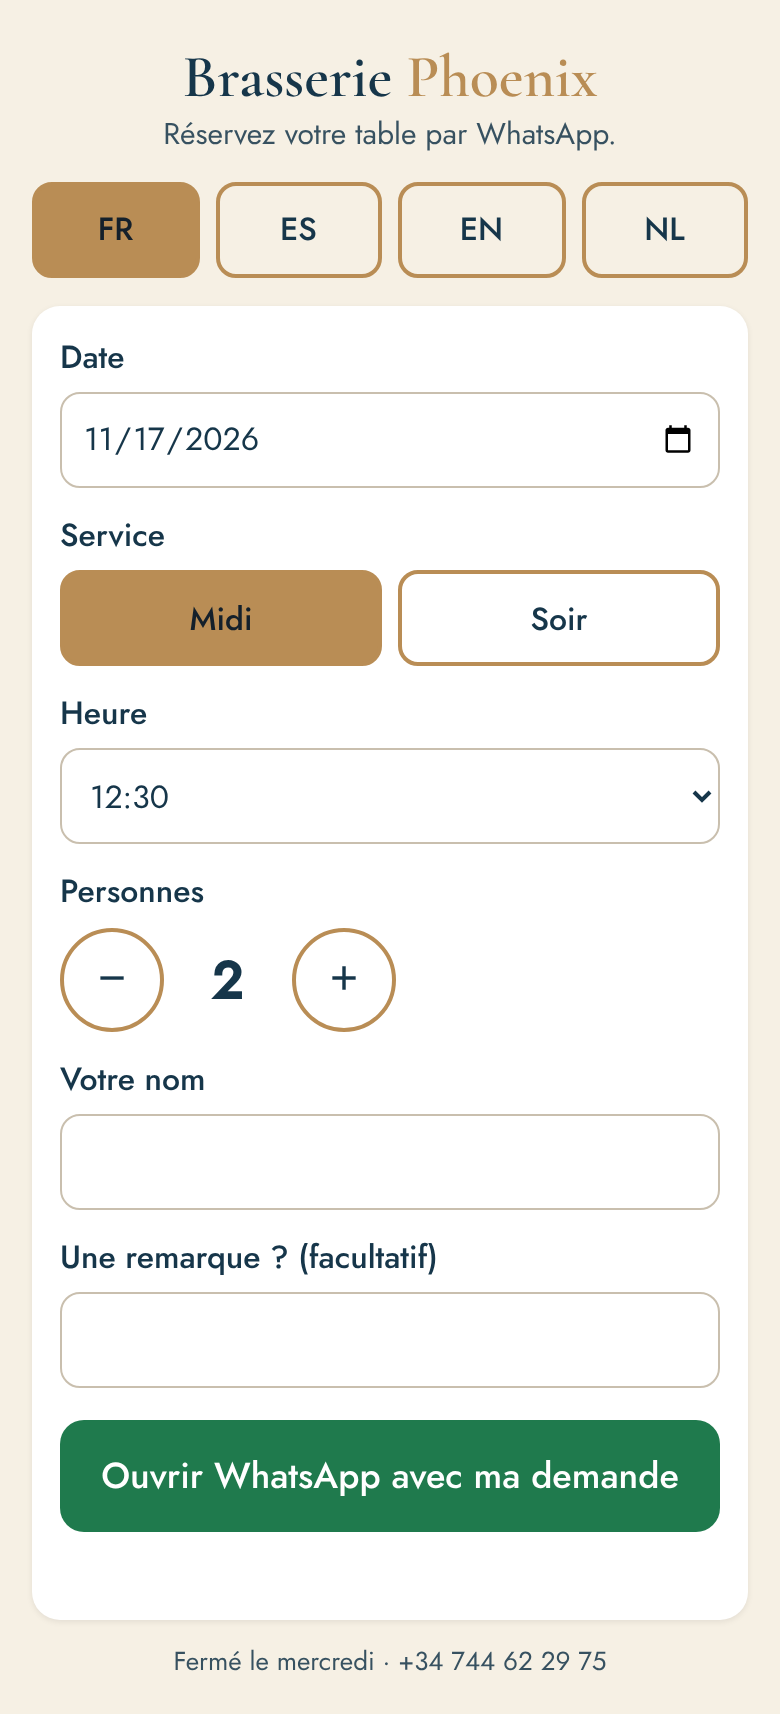 Brasserie Phoenix
Réservez votre table par WhatsApp.
FR ES EN NL
Date
11/17/2026
Service
Midi Soir
Heure
12:30
Personnes
− 2 +
Votre nom
Une remarque ? (facultatif)
Ouvrir WhatsApp avec ma demande
Fermé le mercredi · +34 744 62 29 75